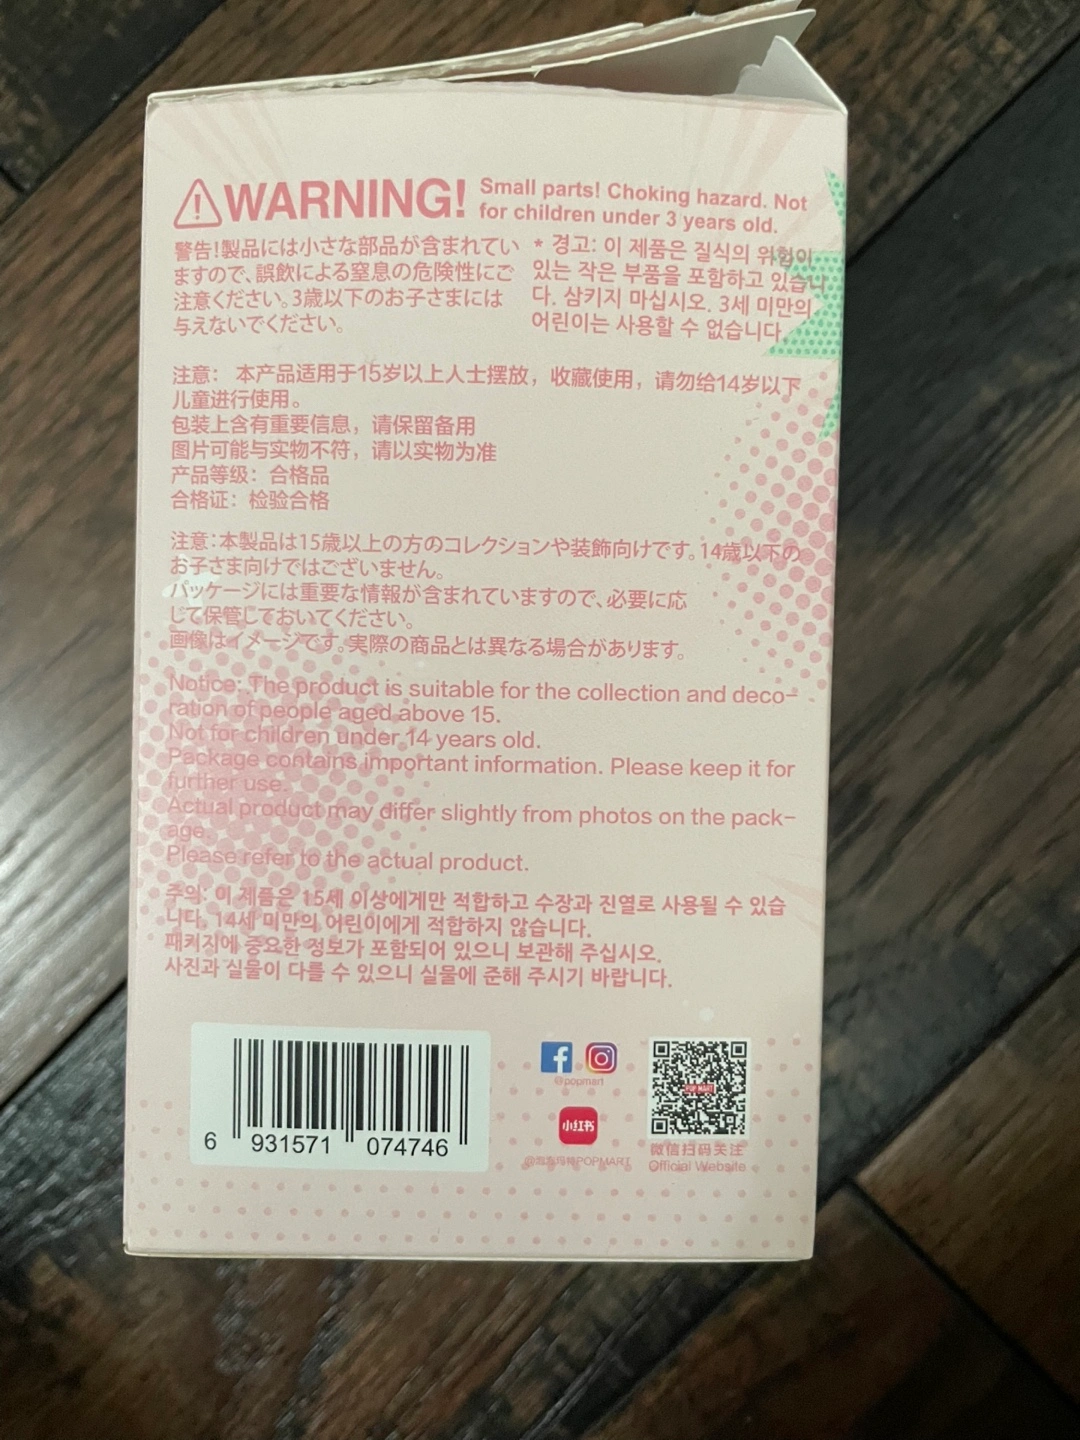 WARNING!
Small parts! Choking hazard. Not
for children under 3 years old.
警告!製品には小さな部品が含まれてい
ますので、誤飲による窒息の危険性にご
注意ください。3歳以下のお子さまには
与えないでください。
* 경고: 이 제품은 질식의 위험이
있는 작은 부품을 포함하고 있습니
다. 삼키지 마십시오. 3세 미만의
어린이는 사용할 수 없습니다.
注意： 本产品适用于15岁以上人士摆放，收藏使用，请勿给14岁以下
儿童进行使用。
包装上含有重要信息，请保留备用
图片可能与实物不符，请以实物为准
产品等级：合格品
合格证：检验合格
注意:本製品は15歳以上の方のコレクションや装飾向けです。14歳以下の
お子さま向けではございません。
パッケージには重要な情報が含まれていますので、必要に応
じて保管しておいてください。
画像はイメージです。実際の商品とは異なる場合があります。
Notice: The product is suitable for the collection and deco-
ration of people aged above 15.
Not for children under 14 years old.
Package contains important information. Please keep it for
further use.
Actual product may differ slightly from photos on the pack-
age.
Please refer to the actual product.
주의: 이 제품은 15세 이상에게만 적합하고 수장과 진열로 사용될 수 있습
니다. 14세 미만의 어린이에게 적합하지 않습니다.
패키지에 중요한 정보가 포함되어 있으니 보관해 주십시오.
사진과 실물이 다를 수 있으니 실물에 준해 주시기 바랍니다.
6 931571 074746
@popmart
小红书
@泡泡玛特POPMART
POP MART
微信扫码关注
Official Website